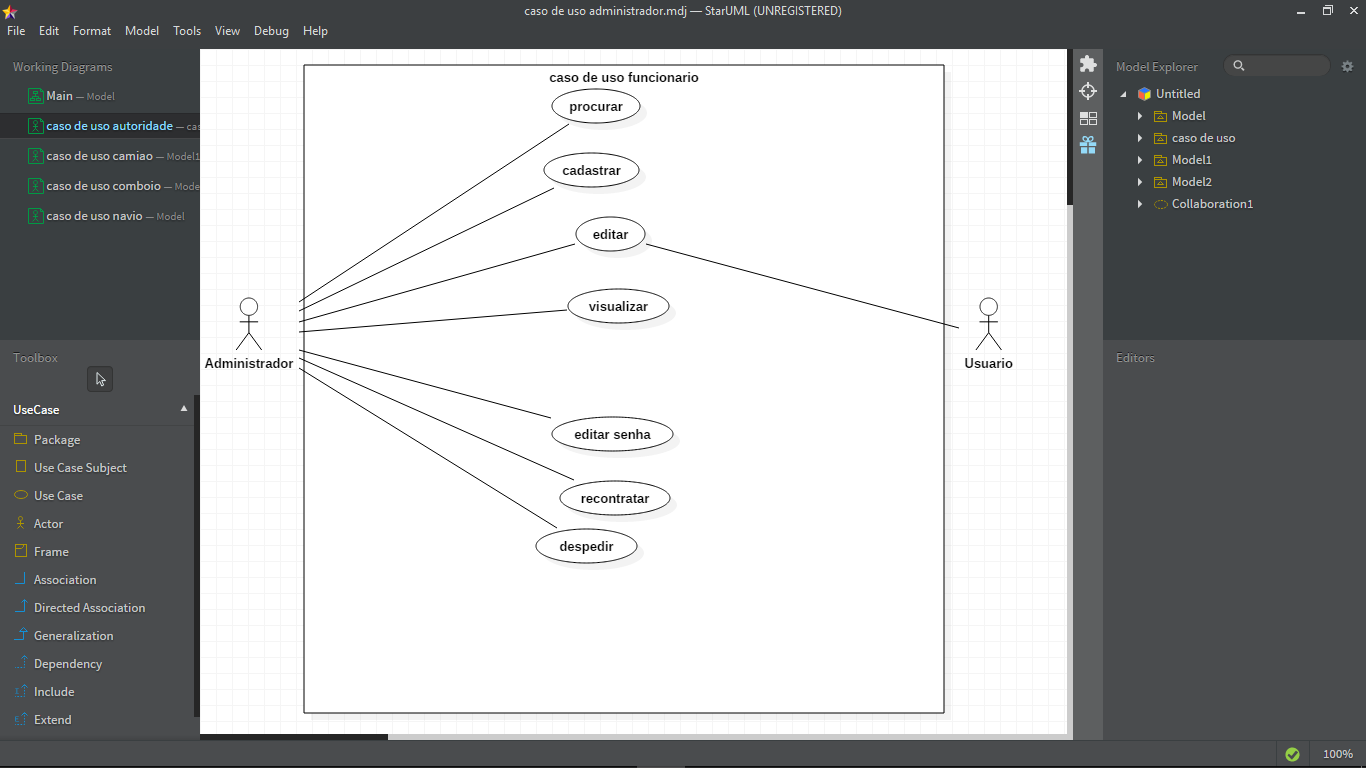 caso de uso administrador.mdj — StarUML (UNREGISTERED)
File Edit Format Model Tools View Debug Help
Working Diagrams
Main — Model
caso de uso autoridade — cas
caso de uso camiao — Model1
caso de uso comboio — Mode
caso de uso navio — Model
Toolbox
UseCase
Package
Use Case Subject
Use Case
Actor
Frame
Association
Directed Association
Generalization
Dependency
Include
Extend
caso de uso funcionario
procurar
cadastrar
editar
visualizar
Administrador
Usuario
editar senha
recontratar
despedir
Model Explorer
Untitled
Model
caso de uso
Model1
Model2
Collaboration1
Editors
100%